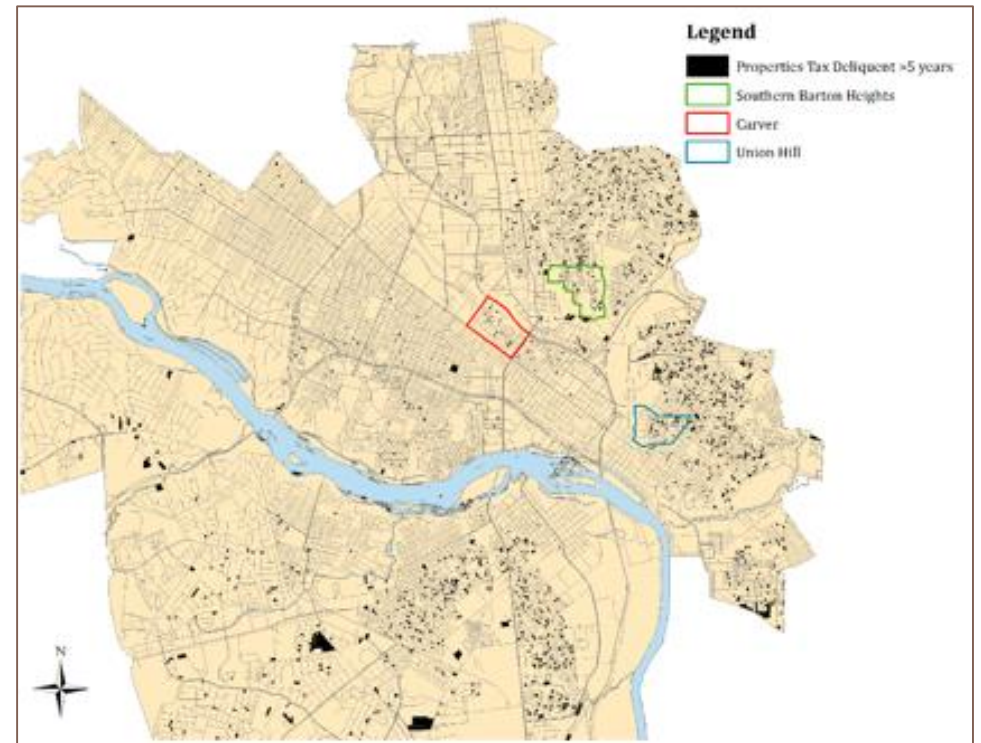 Legend
Properties Tax Deliquent >5 years
Southern Barton Heights
Carver
Union Hill
N